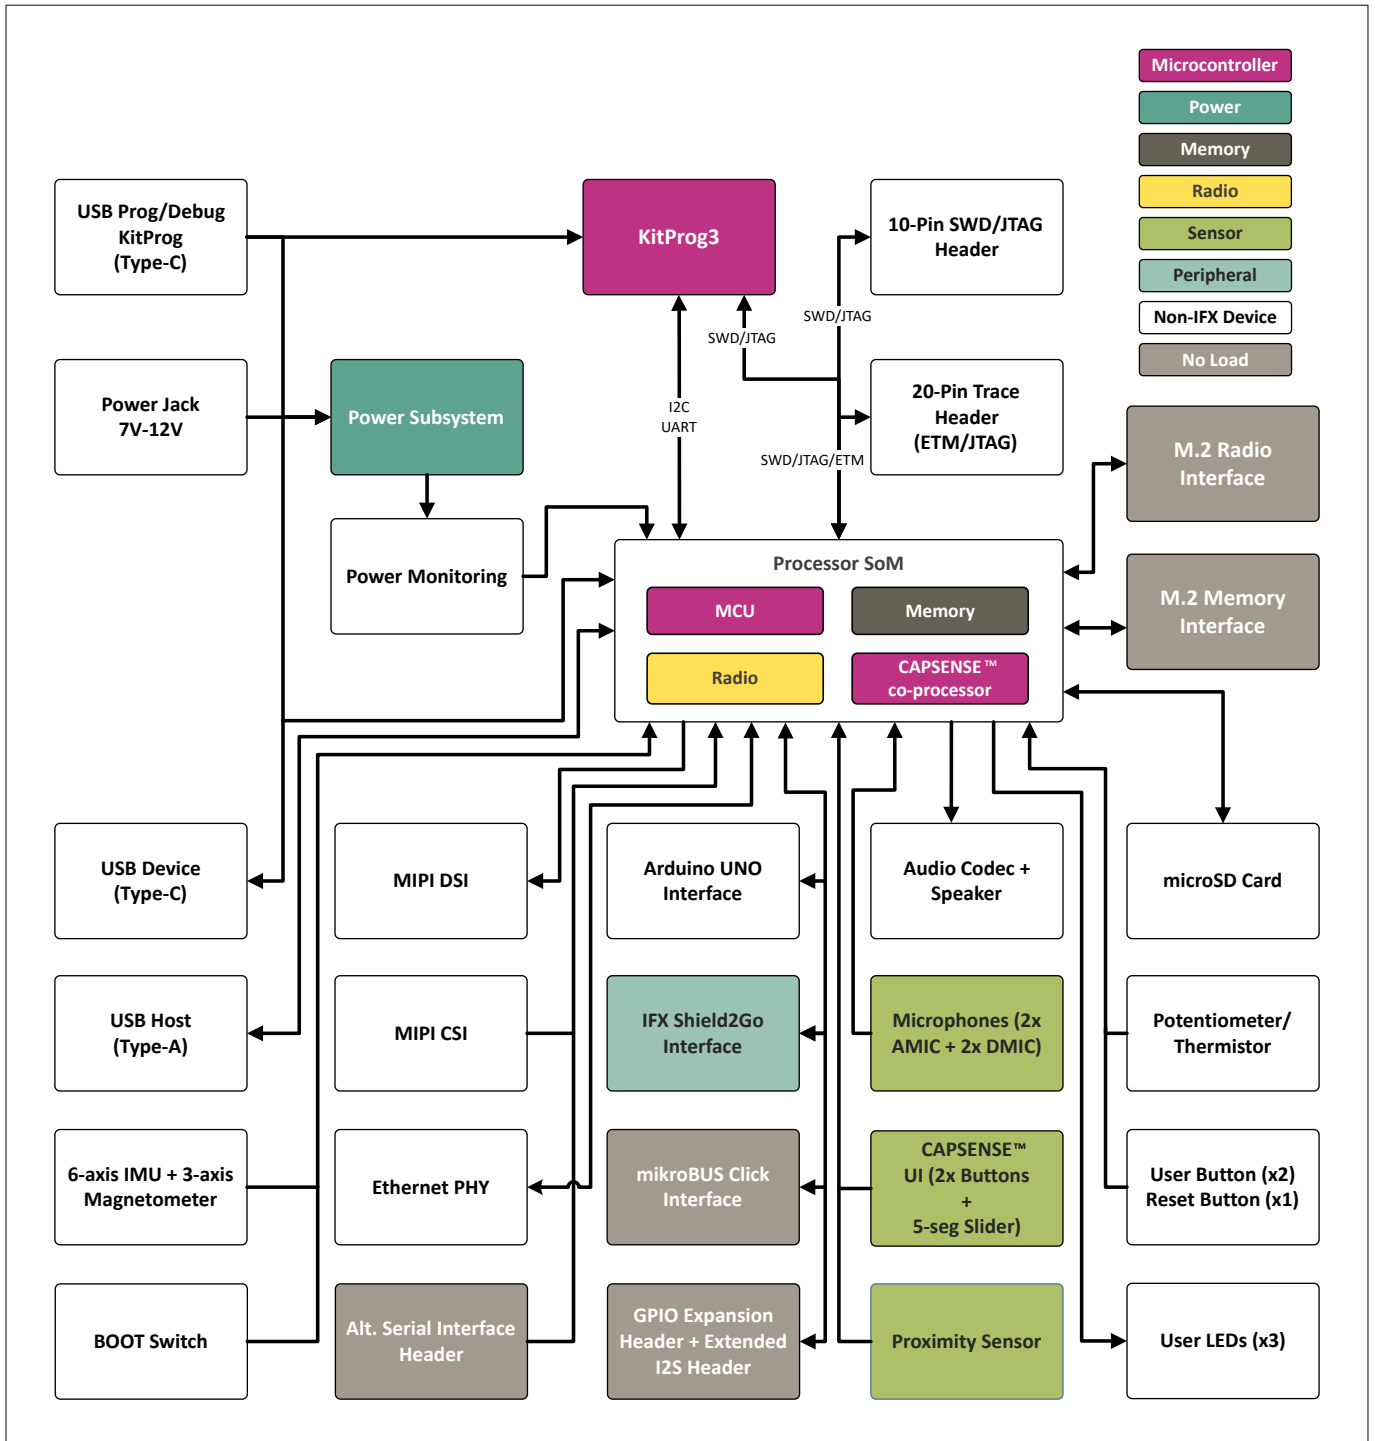 Microcontroller
Power
Memory
Radio
Sensor
Peripheral
Non-IFX Device
No Load
USB Prog/Debug
KitProg
(Type-C)
KitProg3
10-Pin SWD/JTAG
Header
SWD/JTAG
SWD/JTAG
Power Jack
7V-12V
Power Subsystem
I2C
UART
20-Pin Trace
Header
(ETM/JTAG)
SWD/JTAG/ETM
M.2 Radio
Interface
Power Monitoring
Processor SoM
MCU
Memory
Radio
CAPSENSE™
co-processor
M.2 Memory
Interface
USB Device
(Type-C)
MIPI DSI
Arduino UNO
Interface
Audio Codec +
Speaker
microSD Card
USB Host
(Type-A)
MIPI CSI
IFX Shield2Go
Interface
Microphones (2x
AMIC + 2x DMIC)
Potentiometer/
Thermistor
6-axis IMU + 3-axis
Magnetometer
Ethernet PHY
mikroBUS Click
Interface
CAPSENSE™
UI (2x Buttons
+
5-seg Slider)
User Button (x2)
Reset Button (x1)
BOOT Switch
Alt. Serial Interface
Header
GPIO Expansion
Header + Extended
I2S Header
Proximity Sensor
User LEDs (x3)